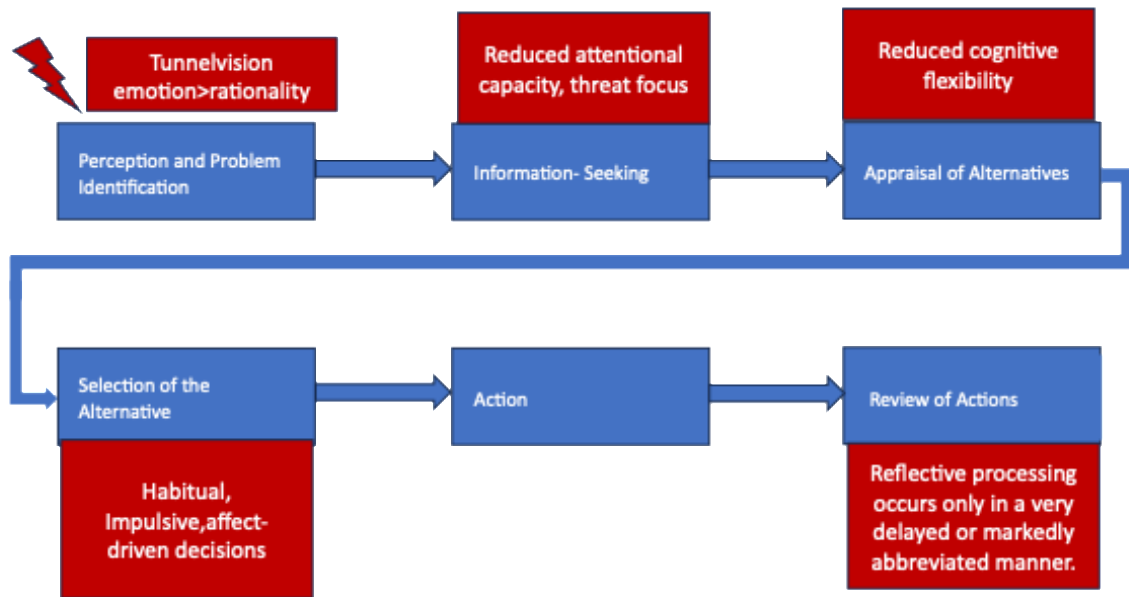 Tunnelvision
emotion>rationality
Reduced attentional
capacity, threat focus
Reduced cognitive
flexibility
Perception and Problem
Identification
Information- Seeking
Appraisal of Alternatives
Selection of the
Alternative
Action
Review of Actions
Habitual,
Impulsive,affect-
driven decisions
Reflective processing
occurs only in a very
delayed or markedly
abbreviated manner.